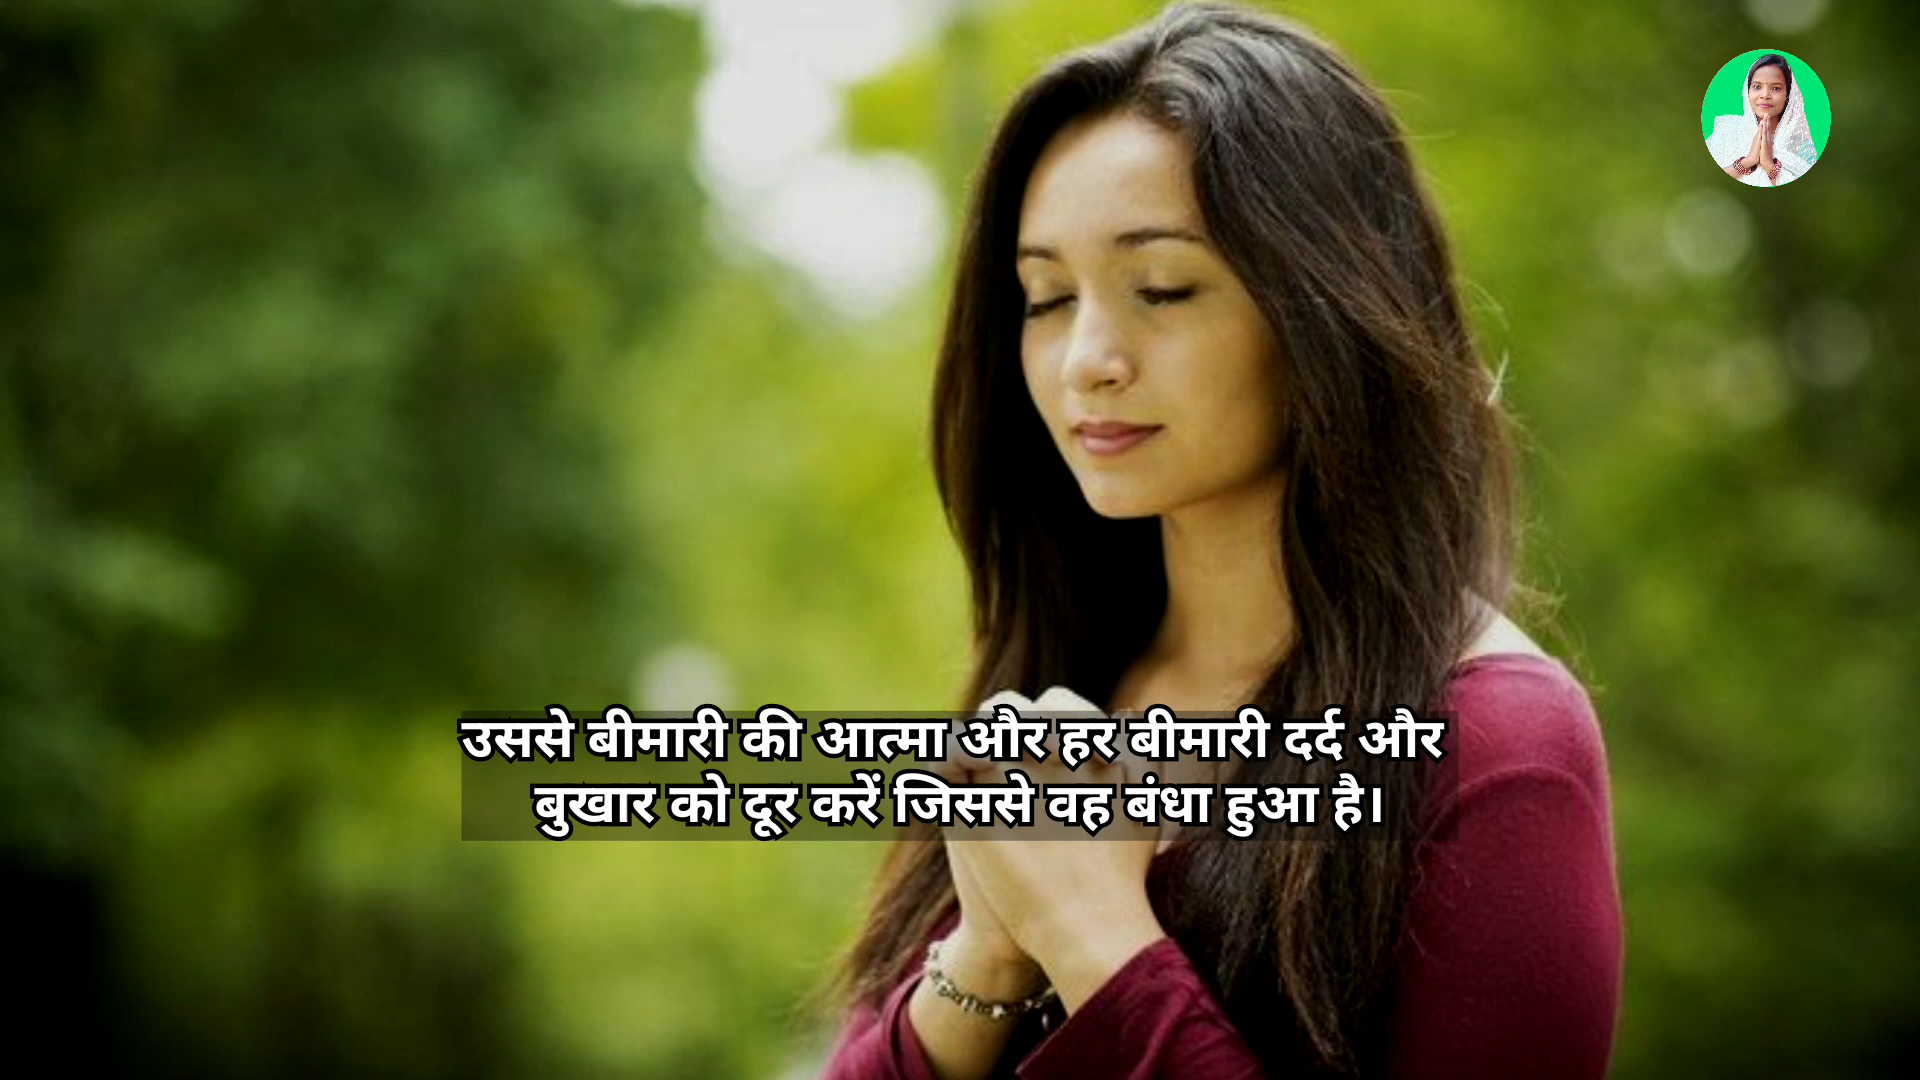 उससे बीमारी की आत्मा और हर बीमारी दर्द और
बुखार को दूर करें जिससे वह बंधा हुआ है।